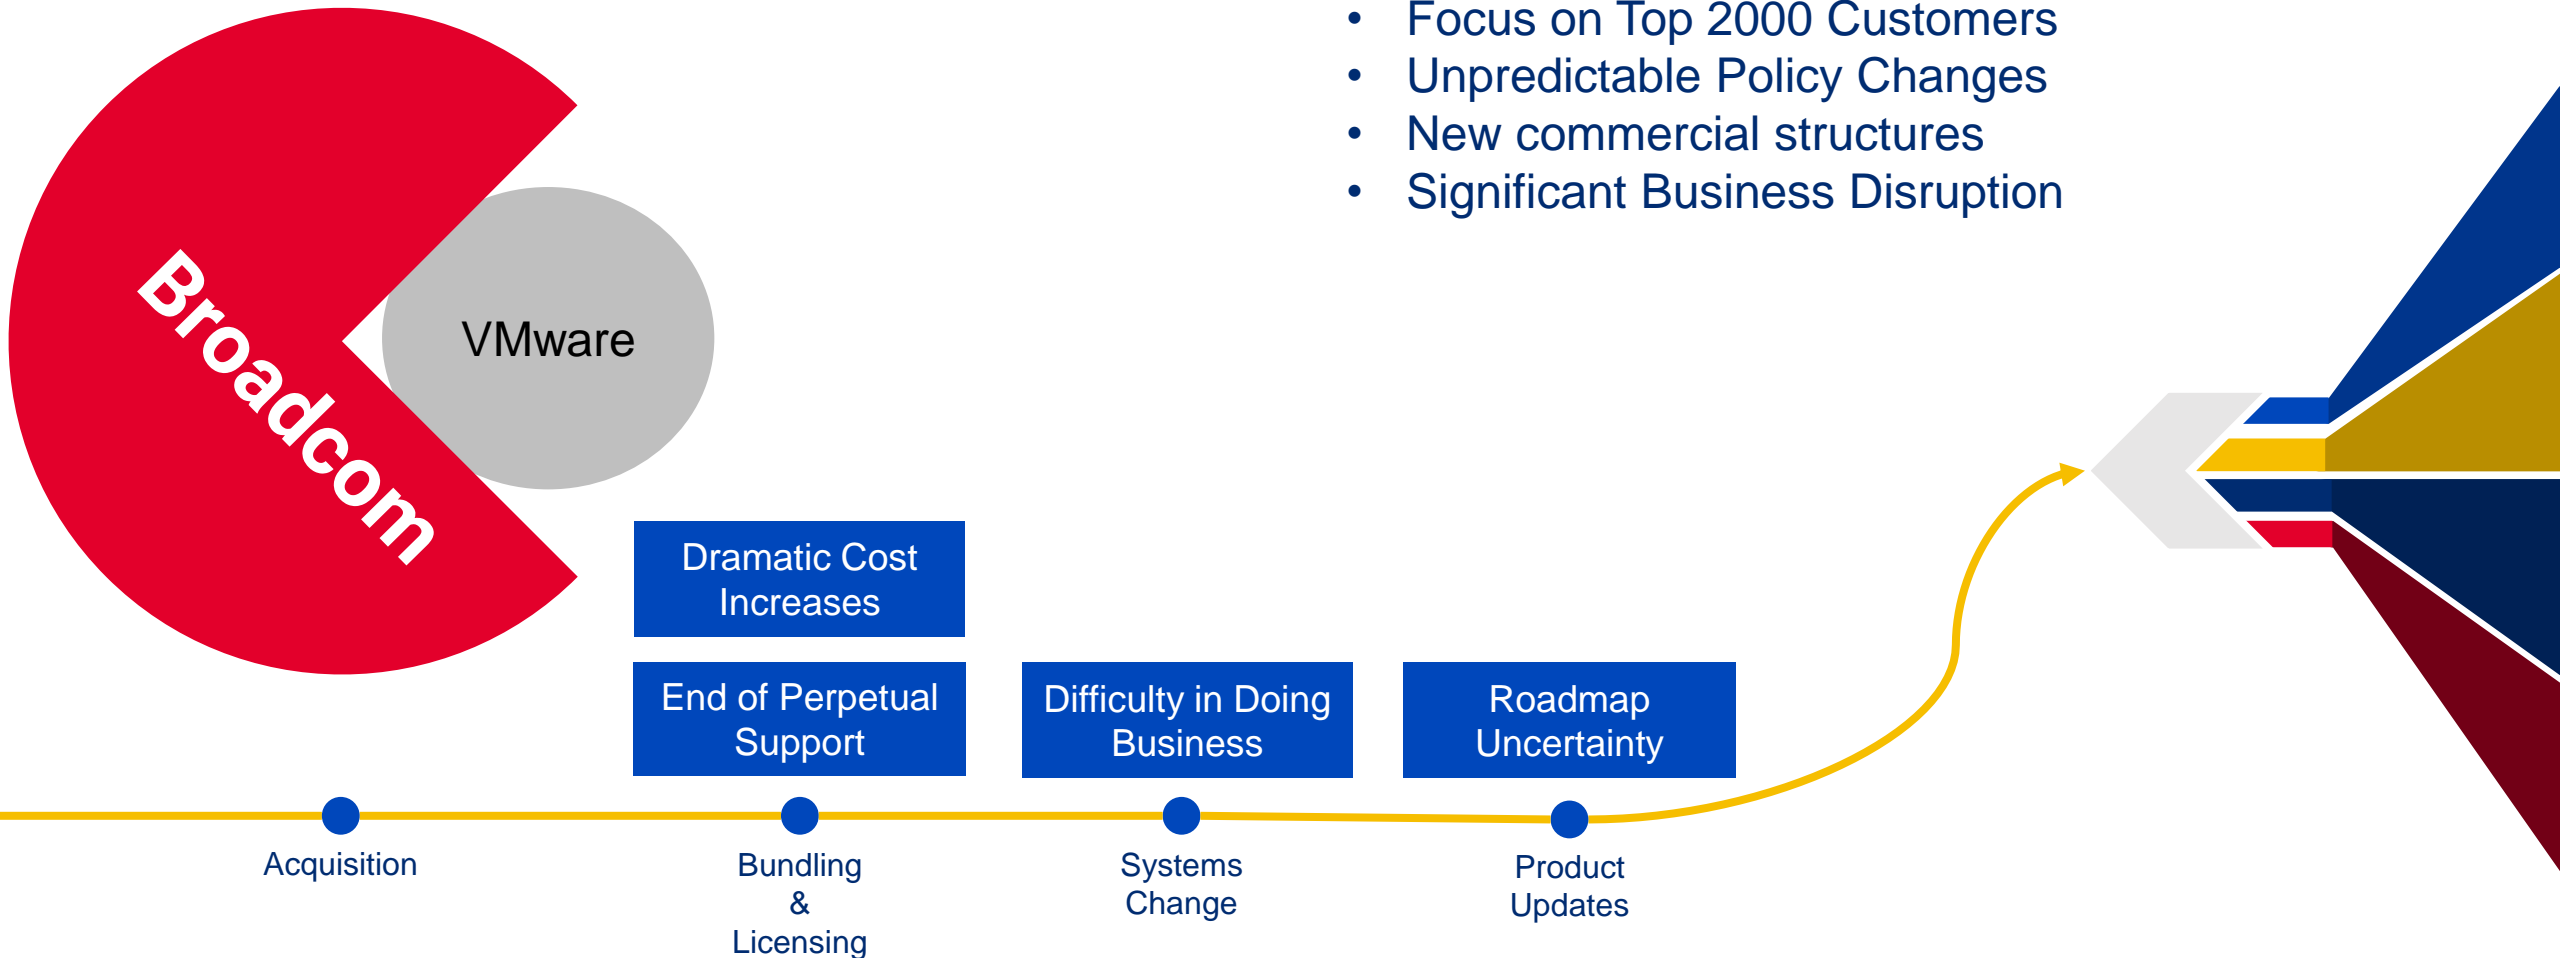 • Focus on Top 2000 Customers
• Unpredictable Policy Changes
• New commercial structures
• Significant Business Disruption
Broadcom
VMware
Dramatic Cost
Increases
End of Perpetual
Support
Difficulty in Doing
Business
Roadmap
Uncertainty
Acquisition
Bundling
&
Licensing
Systems
Change
Product
Updates